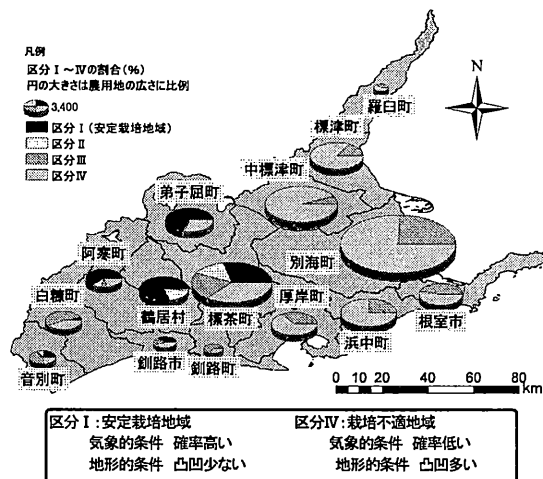 凡例
区分Ⅰ～Ⅳの割合(%)
円の大きさは農用地の広さに比例
3,400
区分Ⅰ(安定栽培地域)
区分Ⅱ
区分Ⅲ
区分Ⅳ
N
羅臼町
標津町
中標津町
弟子屈町
別海町
阿寒町
白糠町
鶴居村
標茶町
厚岸町
根室市
浜中町
釧路市
釧路町
音別町
0 10 20 40 60 80
km
区分Ⅰ:安定栽培地域
気象的条件 確率高い
地形的条件 凸凹少ない
区分Ⅳ:栽培不適地域
気象的条件 確率低い
地形的条件 凸凹多い